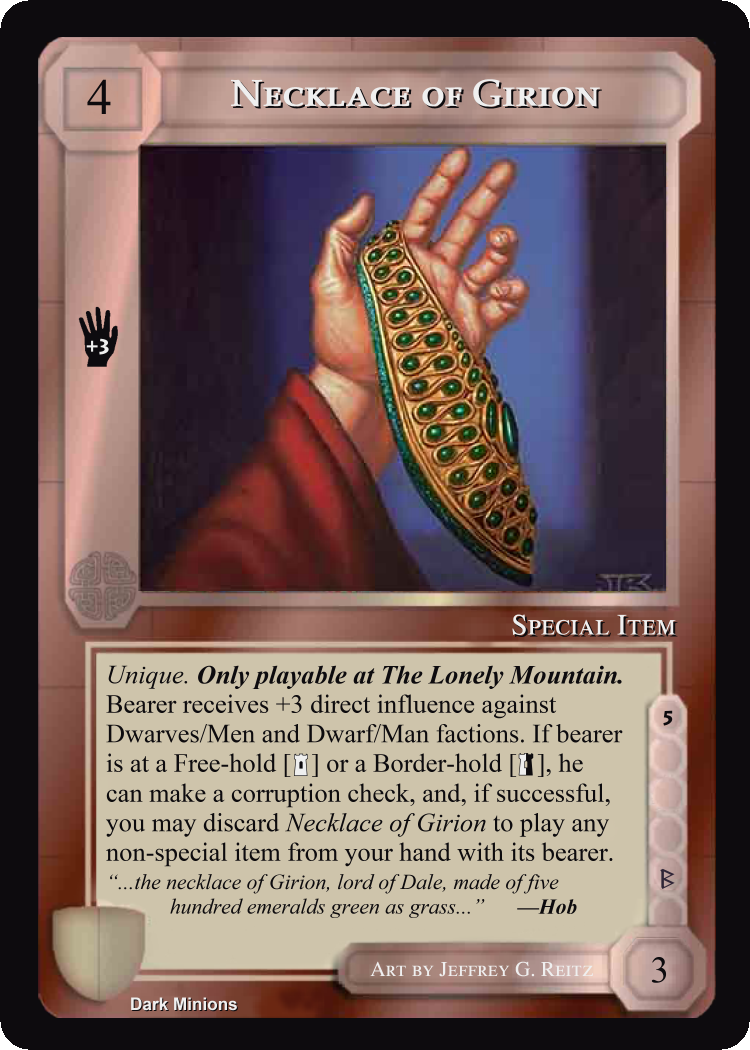 4
NECKLACE OF GIRION
+3
JGR
SPECIAL ITEM
Unique. Only playable at The Lonely Mountain.
Bearer receives +3 direct influence against
Dwarves/Men and Dwarf/Man factions. If bearer
is at a Free-hold [ ] or a Border-hold [ ], he
can make a corruption check, and, if successful,
you may discard Necklace of Girion to play any
non-special item from your hand with its bearer.
“...the necklace of Girion, lord of Dale, made of five
hundred emeralds green as grass...” —Hob
5
ᛒ
ART BY JEFFREY G. REITZ
3
Dark Minions